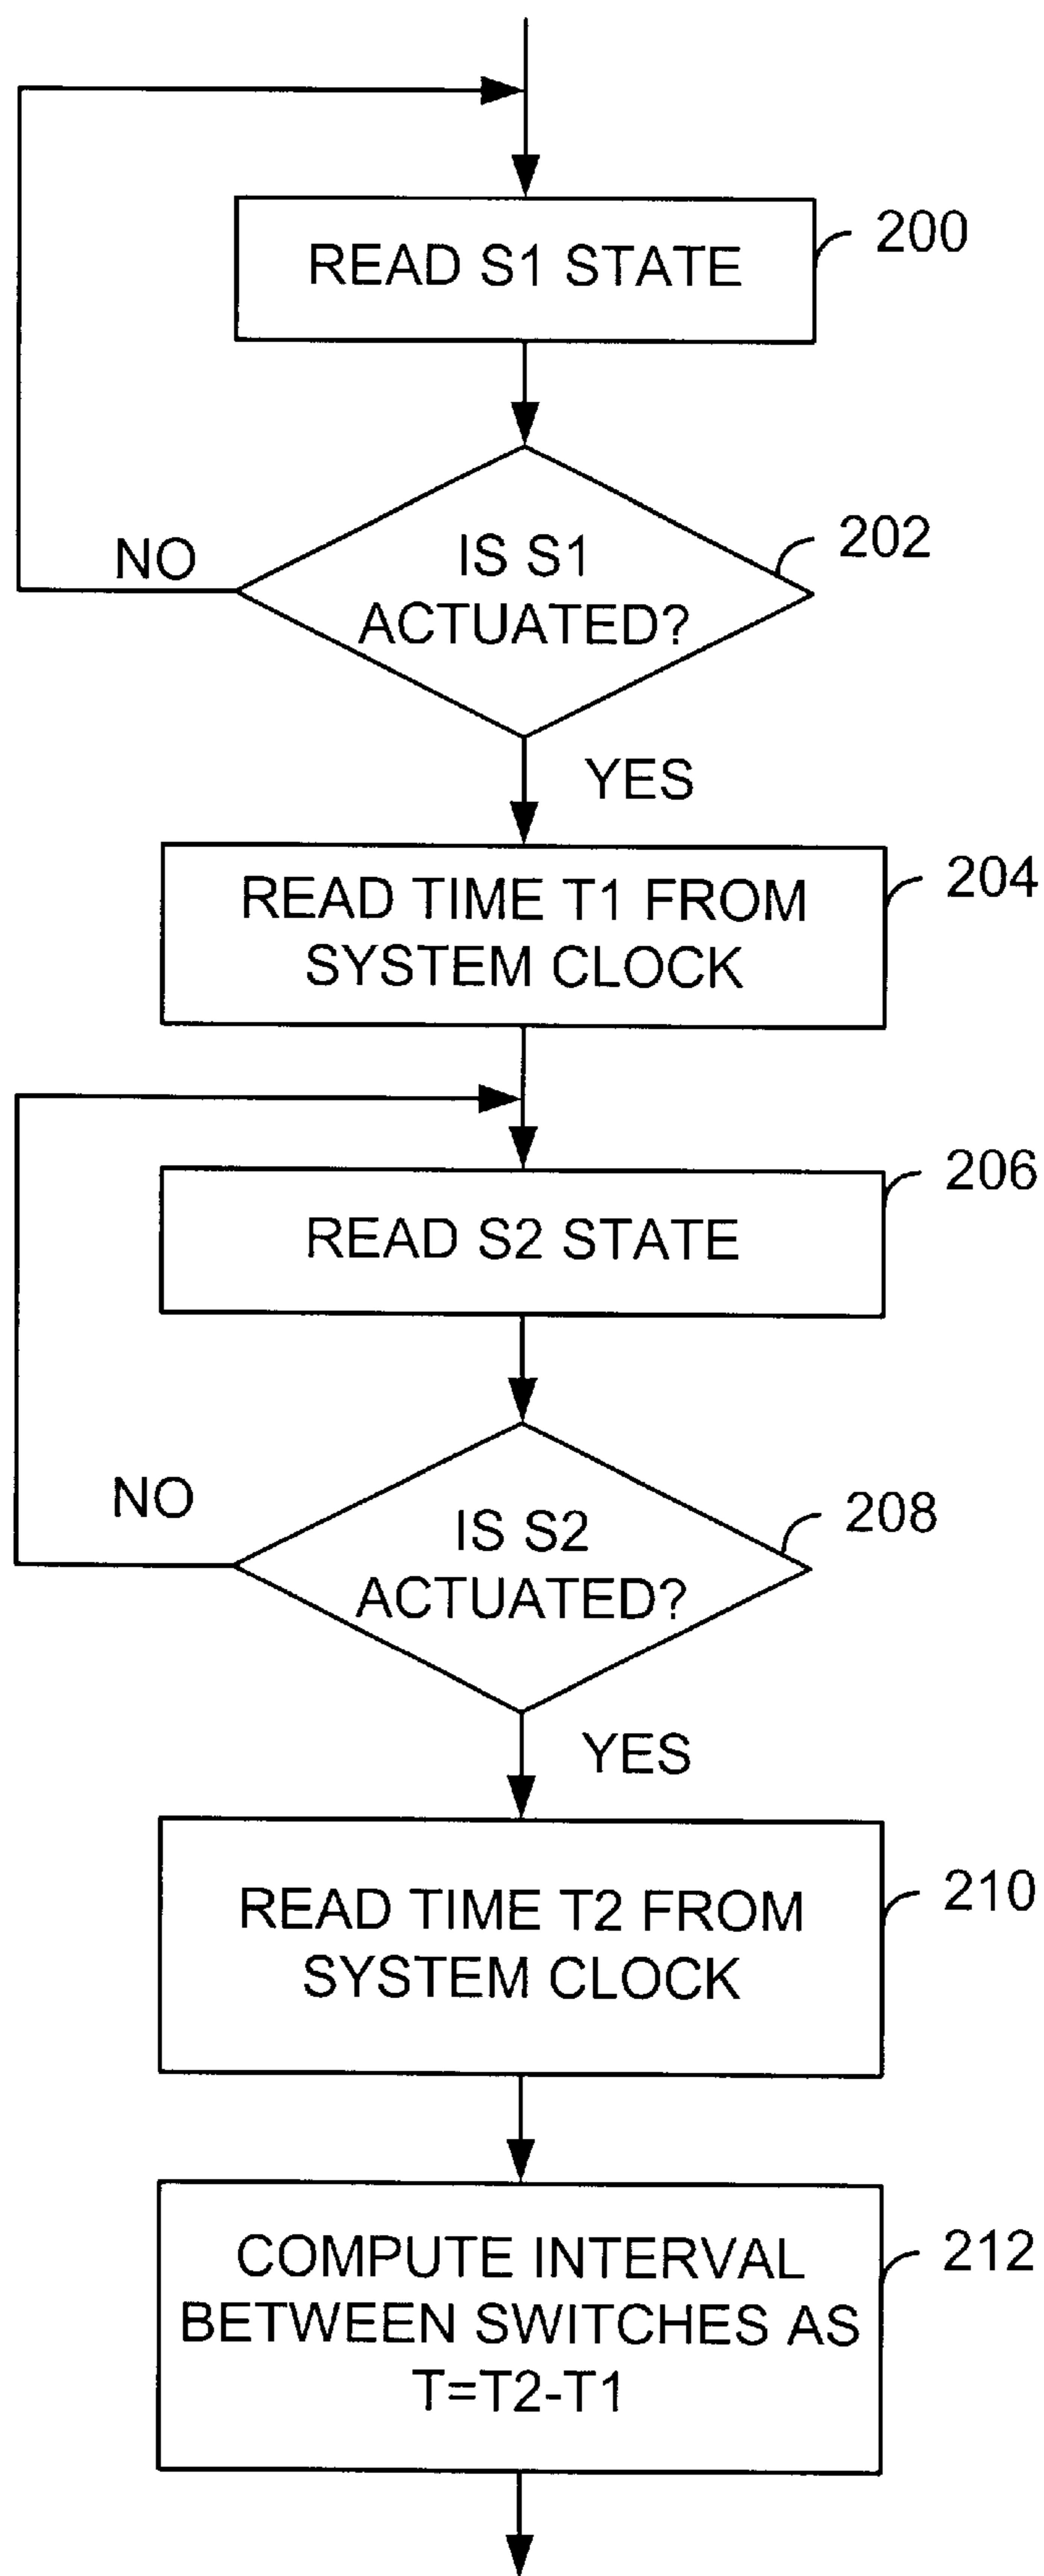 READ S1 STATE
200
IS S1
ACTUATED?
202
NO
YES
READ TIME T1 FROM
SYSTEM CLOCK
204
READ S2 STATE
206
IS S2
ACTUATED?
208
NO
YES
READ TIME T2 FROM
SYSTEM CLOCK
210
COMPUTE INTERVAL
BETWEEN SWITCHES AS
T=T2-T1
212